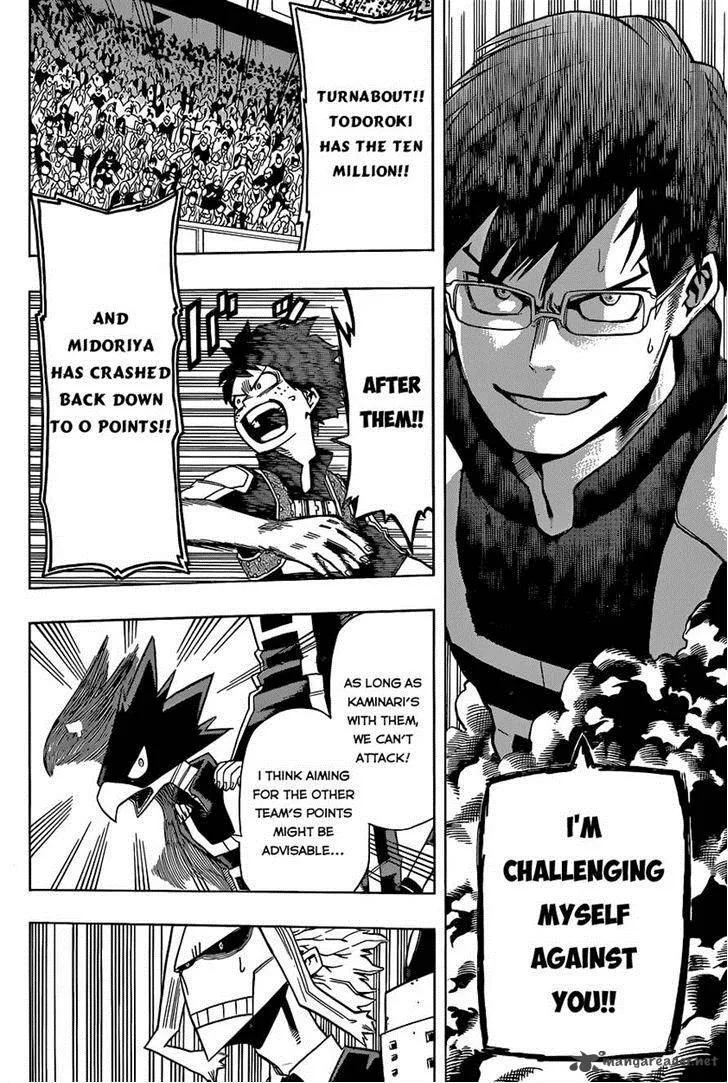 I'M
CHALLENGING
MYSELF
AGAINST
YOU!!
TURNABOUT!!
TODOROKI
HAS THE TEN
MILLION!!
AND
MIDORIYA
HAS CRASHED
BACK DOWN
TO 0 POINTS!!
AFTER
THEM!!
AS LONG AS
KAMINARI'S
WITH THEM,
WE CAN'T
ATTACK!
I THINK AIMING
FOR THE OTHER
TEAM'S POINTS
MIGHT BE
ADVISABLE...
mangareader.net